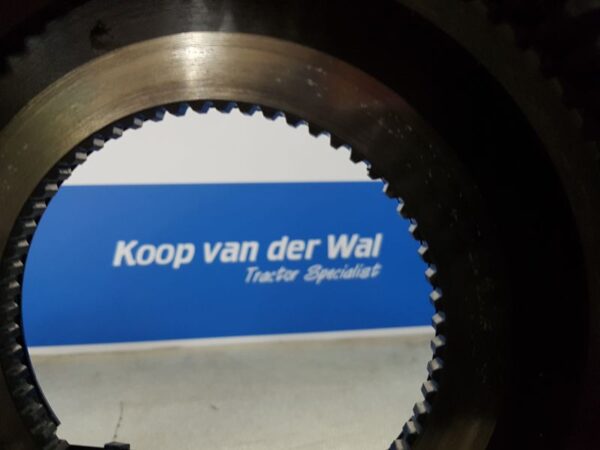 Koop van der Wal
Tractor Specialist